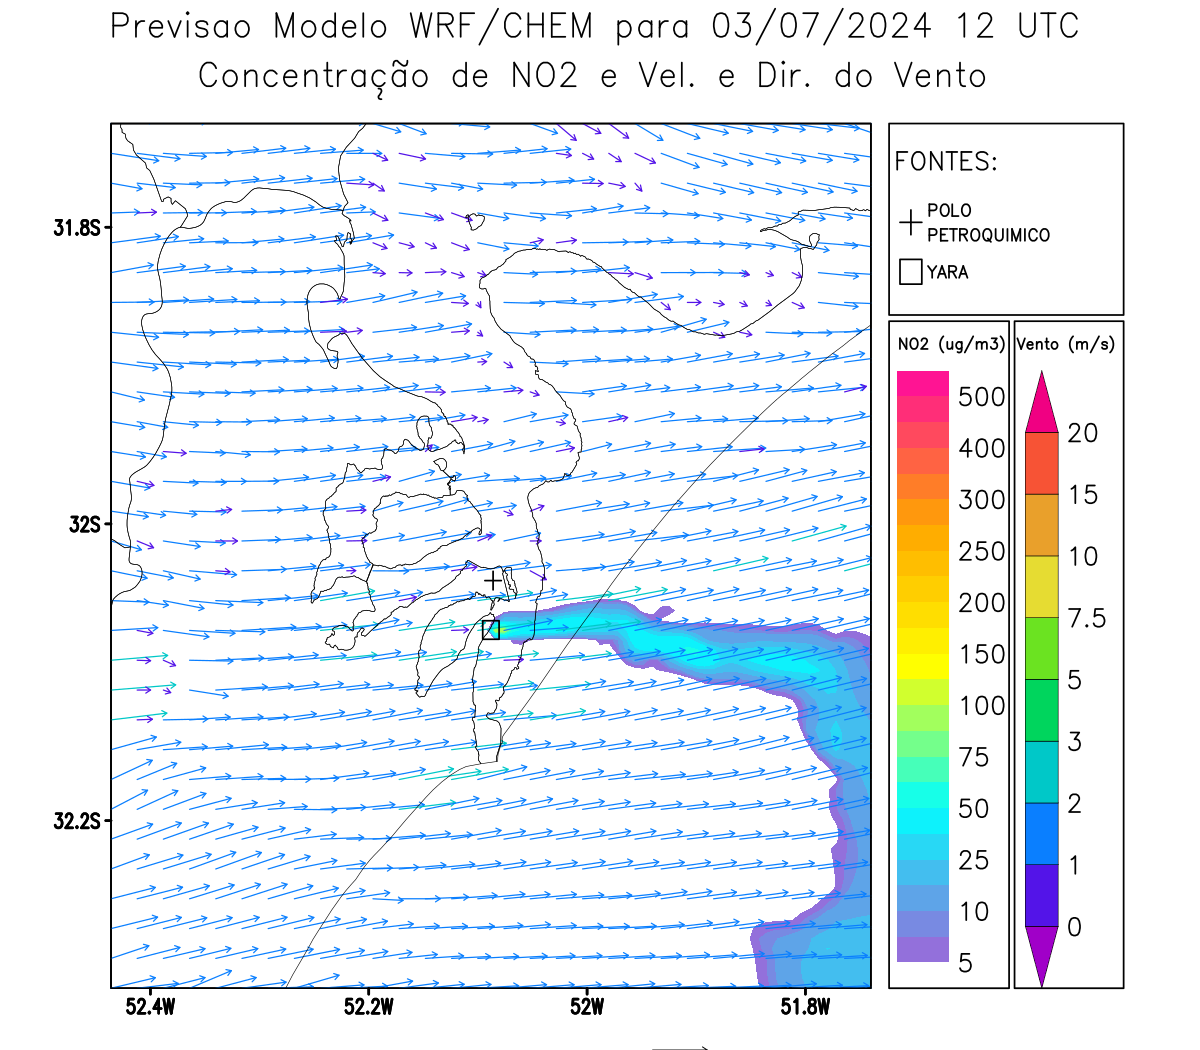 Previsao Modelo WRF/CHEM para 03/07/2024 12 UTC
Concentração de NO2 e Vel. e Dir. do Vento
FONTES:
POLO
PETROQUIMICO
YARA
NO2 (ug/m3)
500
400
300
250
200
150
100
75
50
25
10
5
Vento (m/s)
20
15
10
7.5
5
3
2
1
0
31.8S
32S
32.2S
52.4W
52.2W
52W
51.8W